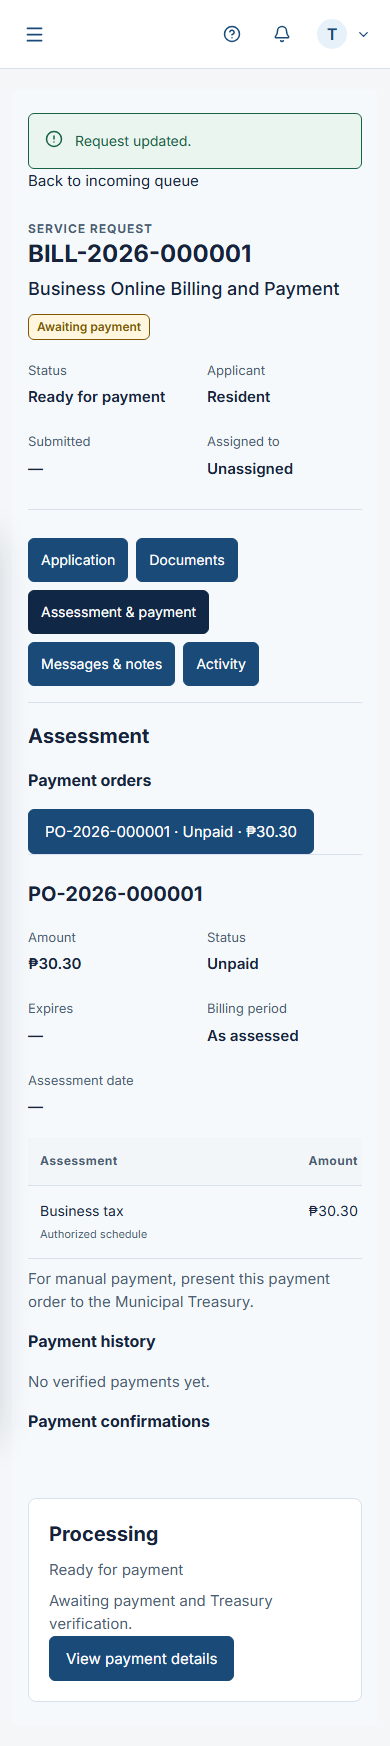 T
Request updated.
Back to incoming queue
SERVICE REQUEST
BILL-2026-000001
Business Online Billing and Payment
Awaiting payment
Status
Applicant
Ready for payment
Resident
Submitted
Assigned to
—
Unassigned
Application
Documents
Assessment & payment
Messages & notes
Activity
Assessment
Payment orders
PO-2026-000001 · Unpaid · ₱30.30
PO-2026-000001
Amount
Status
₱30.30
Unpaid
Expires
Billing period
—
As assessed
Assessment date
—
Assessment
Amount
Business tax
₱30.30
Authorized schedule
For manual payment, present this payment
order to the Municipal Treasury.
Payment history
No verified payments yet.
Payment confirmations
Processing
Ready for payment
Awaiting payment and Treasury
verification.
View payment details